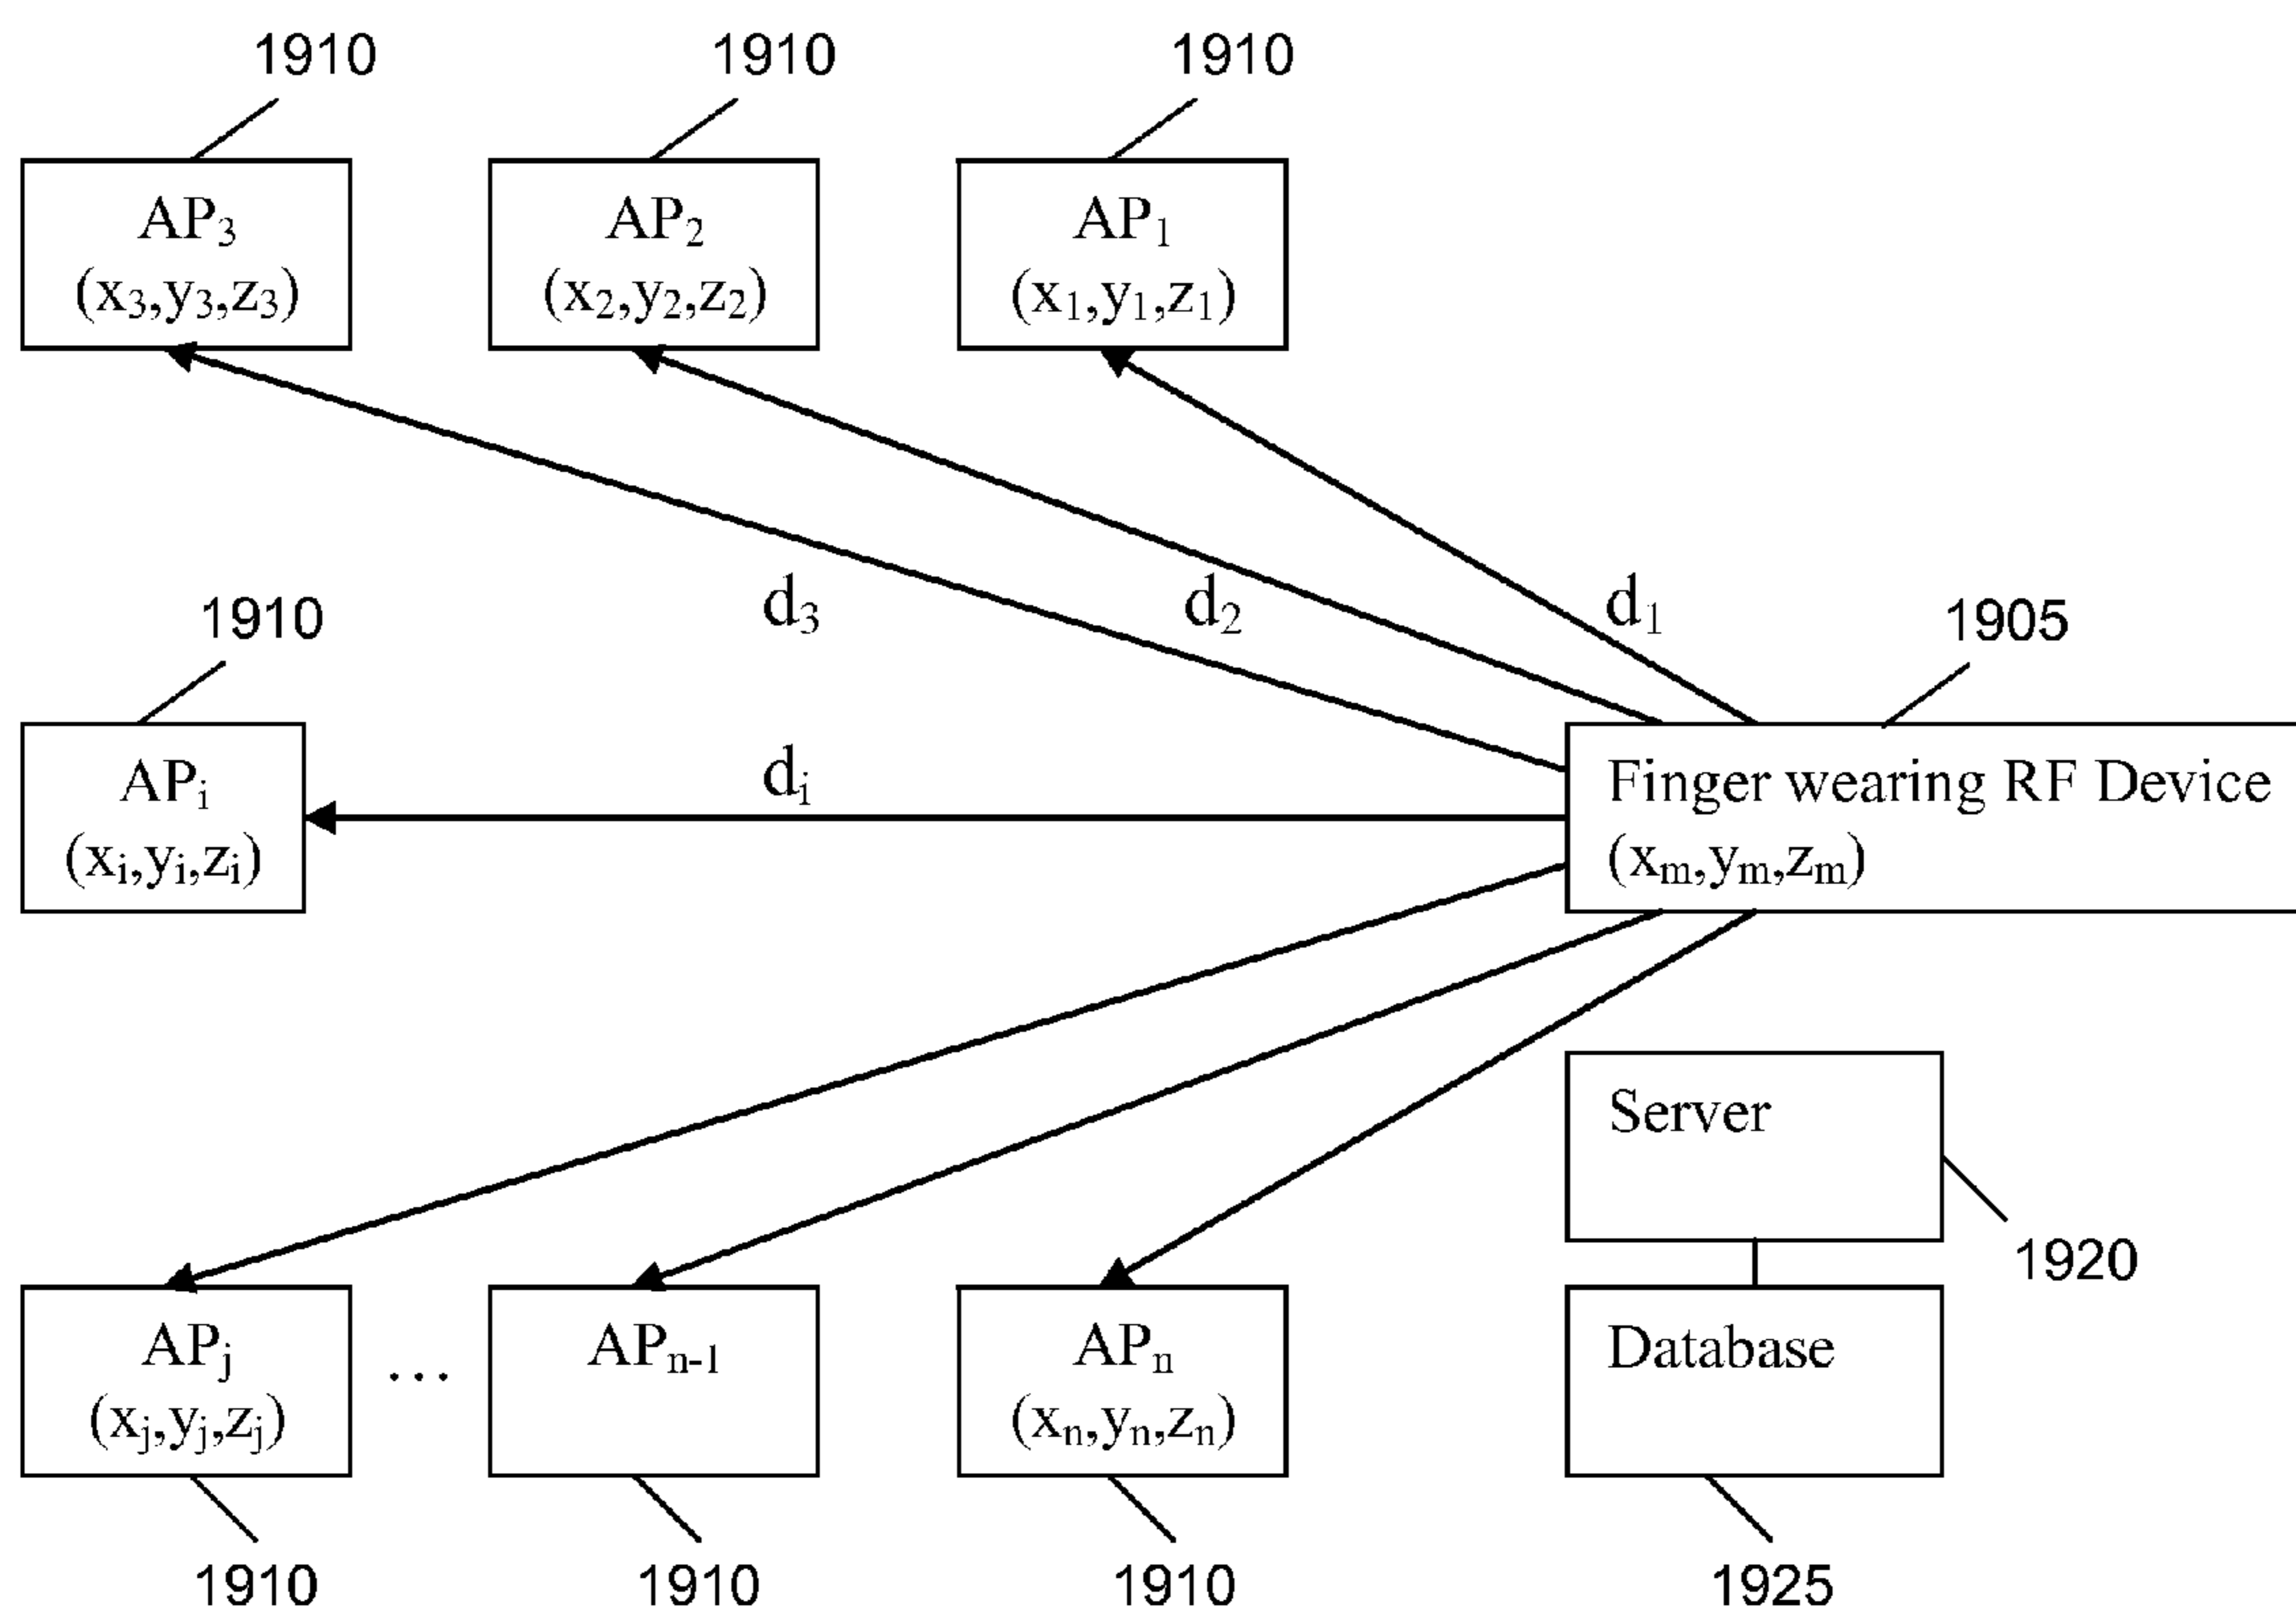 1910
1910
1910
AP₃
(x₃,y₃,z₃)
AP₂
(x₂,y₂,z₂)
AP₁
(x₁,y₁,z₁)
d₃
d₂
d₁
1910
1905
APᵢ
(xᵢ,yᵢ,zᵢ)
dᵢ
Finger wearing RF Device
(xₘ,yₘ,zₘ)
Server
1920
APⱼ
(xⱼ,yⱼ,zⱼ)
...
APₙ₋₁
APₙ
(xₙ,yₙ,zₙ)
Database
1910
1910
1910
1925